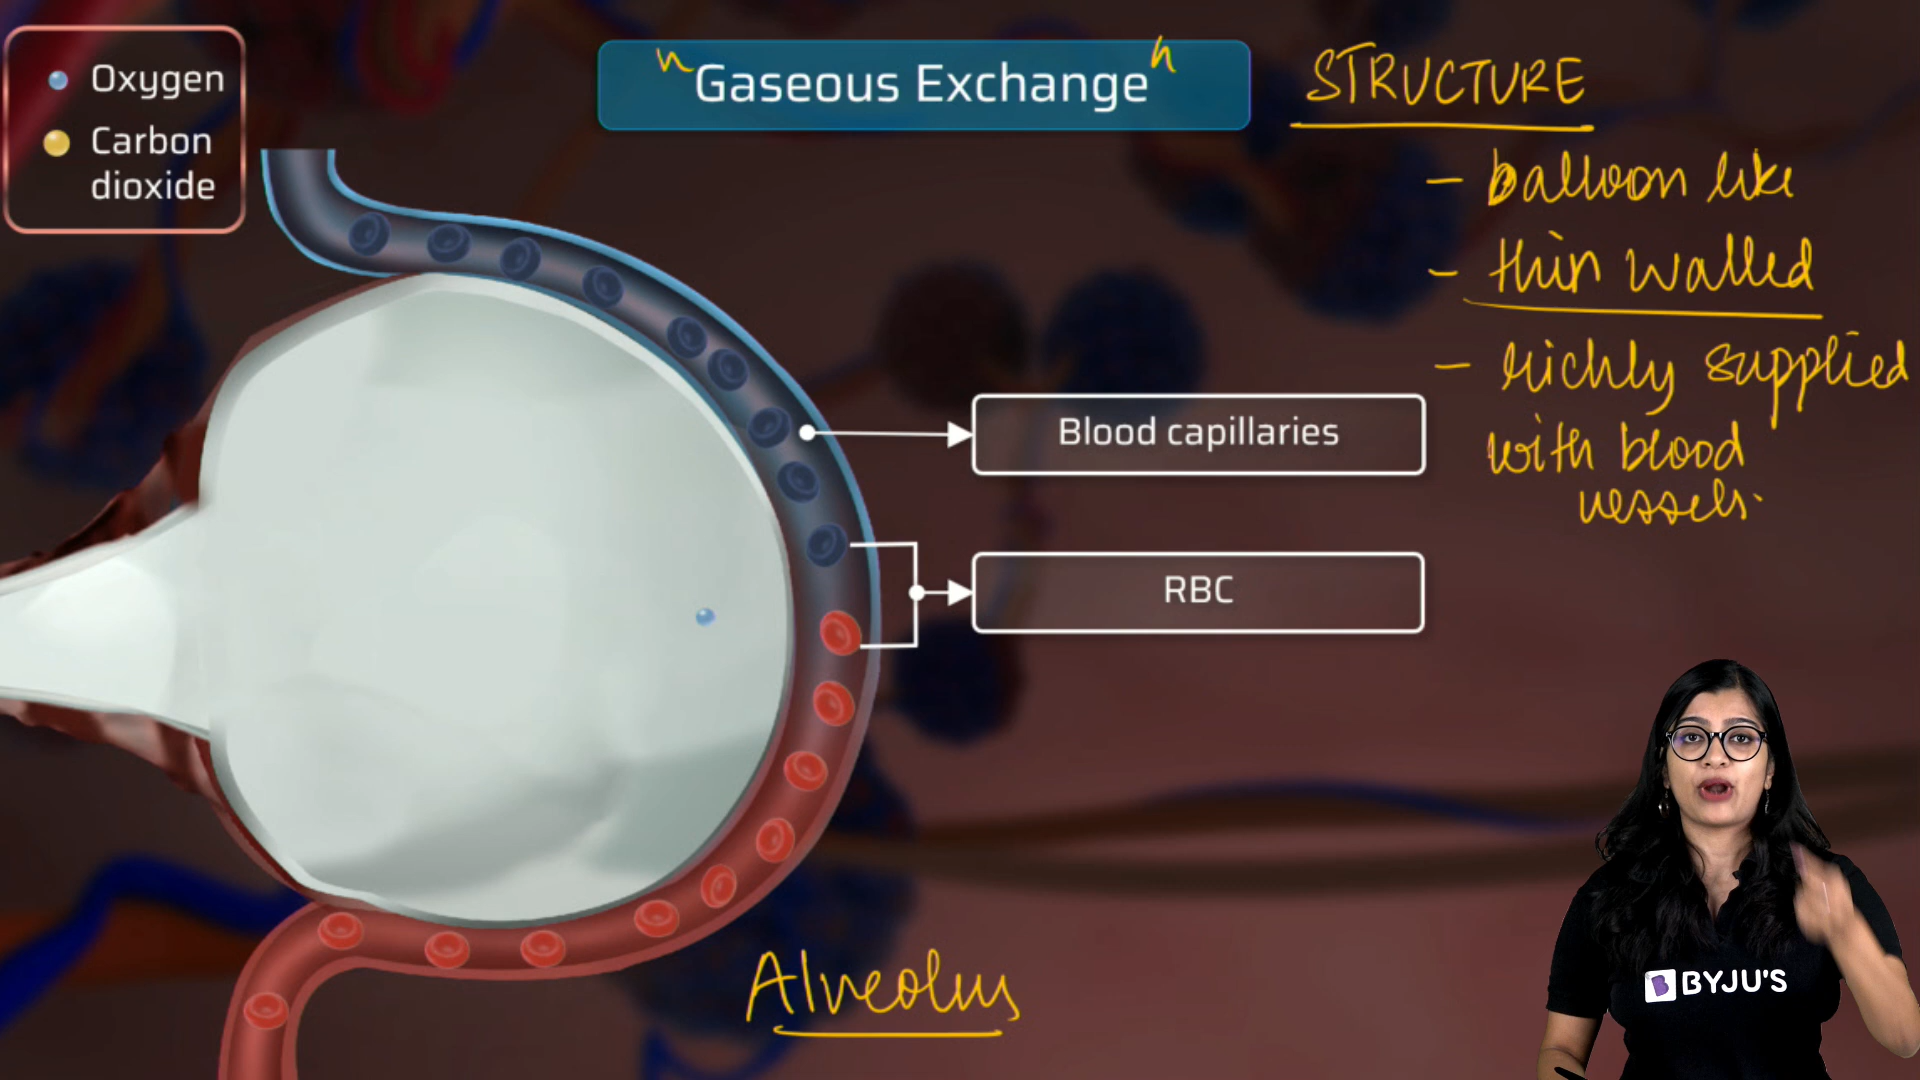 Oxygen
Carbon
dioxide
"Gaseous Exchange"
STRUCTURE
- balloon like
- thin walled
- richly supplied
with blood
vessels.
Blood capillaries
RBC
Alveolus
BYJU'S